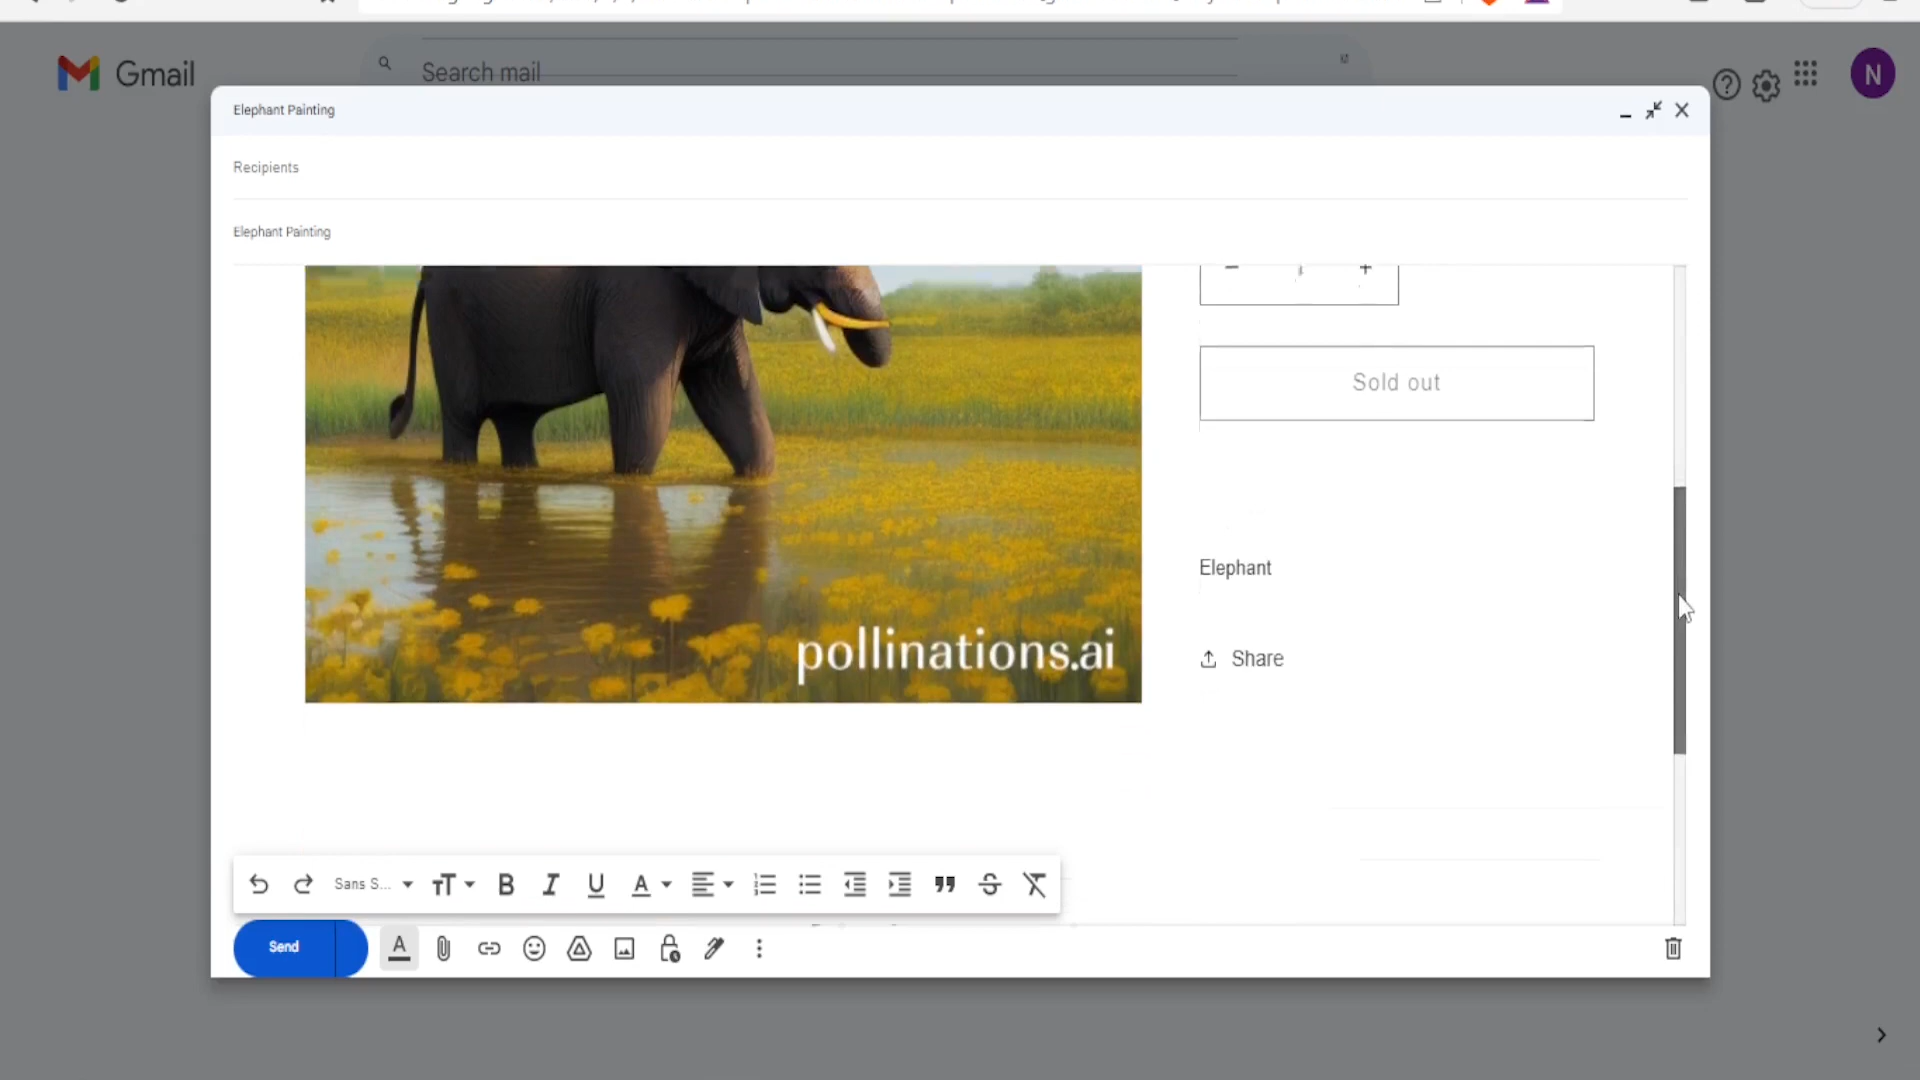 Gmail
Search mail
N
Elephant Painting
Recipients
Elephant Painting
Sold out
Elephant
Share
pollinations.ai
Sans S...
Send